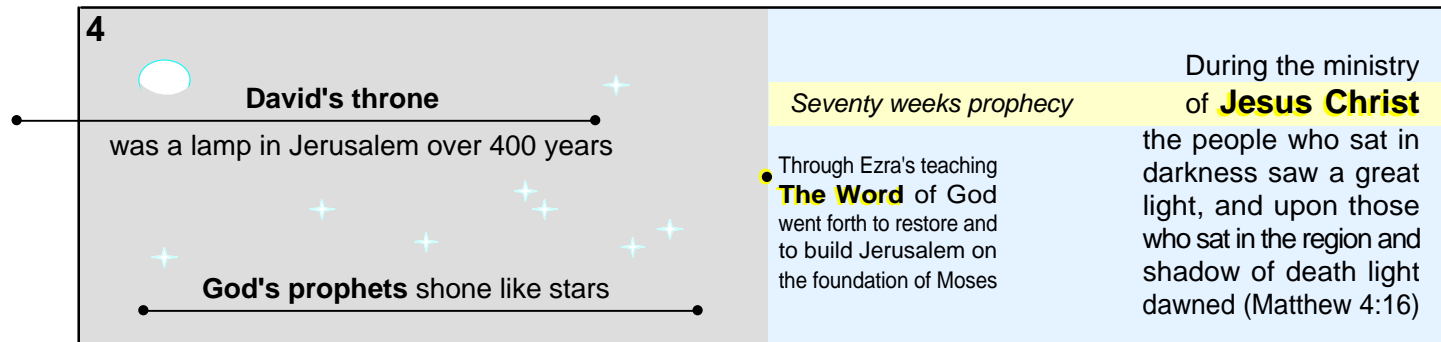 4
David's throne
was a lamp in Jerusalem over 400 years
God's prophets shone like stars
Seventy weeks prophecy
Through Ezra's teaching
The Word of God
went forth to restore and
to build Jerusalem on
the foundation of Moses
During the ministry
of Jesus Christ
the people who sat in
darkness saw a great
light, and upon those
who sat in the region and
shadow of death light
dawned (Matthew 4:16)